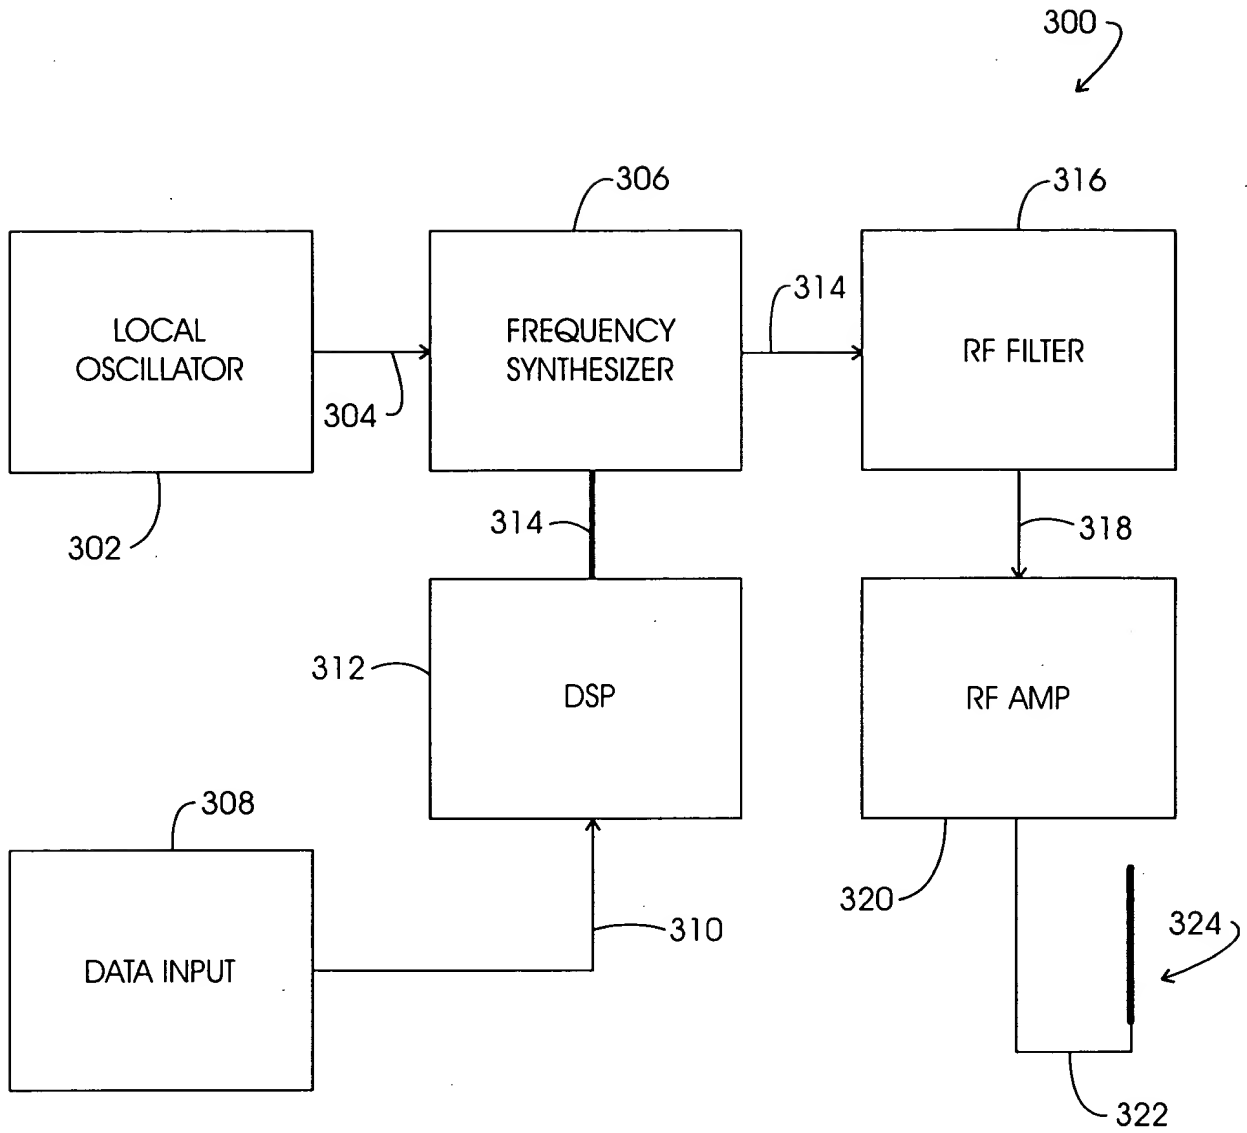 300
306
316
LOCAL
OSCILLATOR
304
FREQUENCY
SYNTHESIZER
314
RF FILTER
302
314
318
312
DSP
RF AMP
308
320
310
324
DATA INPUT
322